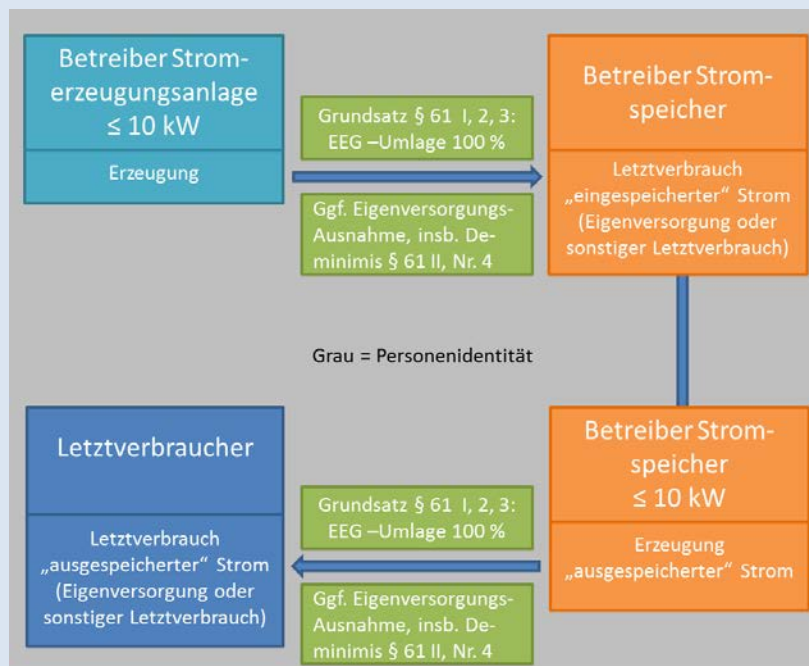 Betreiber Strom-
erzeugungsanlage
≤ 10 kW
Erzeugung
Grundsatz § 61 I, 2, 3:
EEG –Umlage 100 %
Ggf. Eigenversorgungs-
Ausnahme, insb. De-
minimis § 61 II, Nr. 4
Betreiber Strom-
speicher
Letztverbrauch
„eingespeicherter“ Strom
(Eigenversorgung oder
sonstiger Letztverbrauch)
Grau = Personenidentität
Letztverbraucher
Letztverbrauch
„ausgespeicherter“ Strom
(Eigenversorgung oder
sonstiger Letztverbrauch)
Grundsatz § 61 I, 2, 3:
EEG –Umlage 100 %
Ggf. Eigenversorgungs-
Ausnahme, insb. De-
minimis § 61 II, Nr. 4
Betreiber Strom-
speicher
≤ 10 kW
Erzeugung
„ausgespeicherter“ Strom